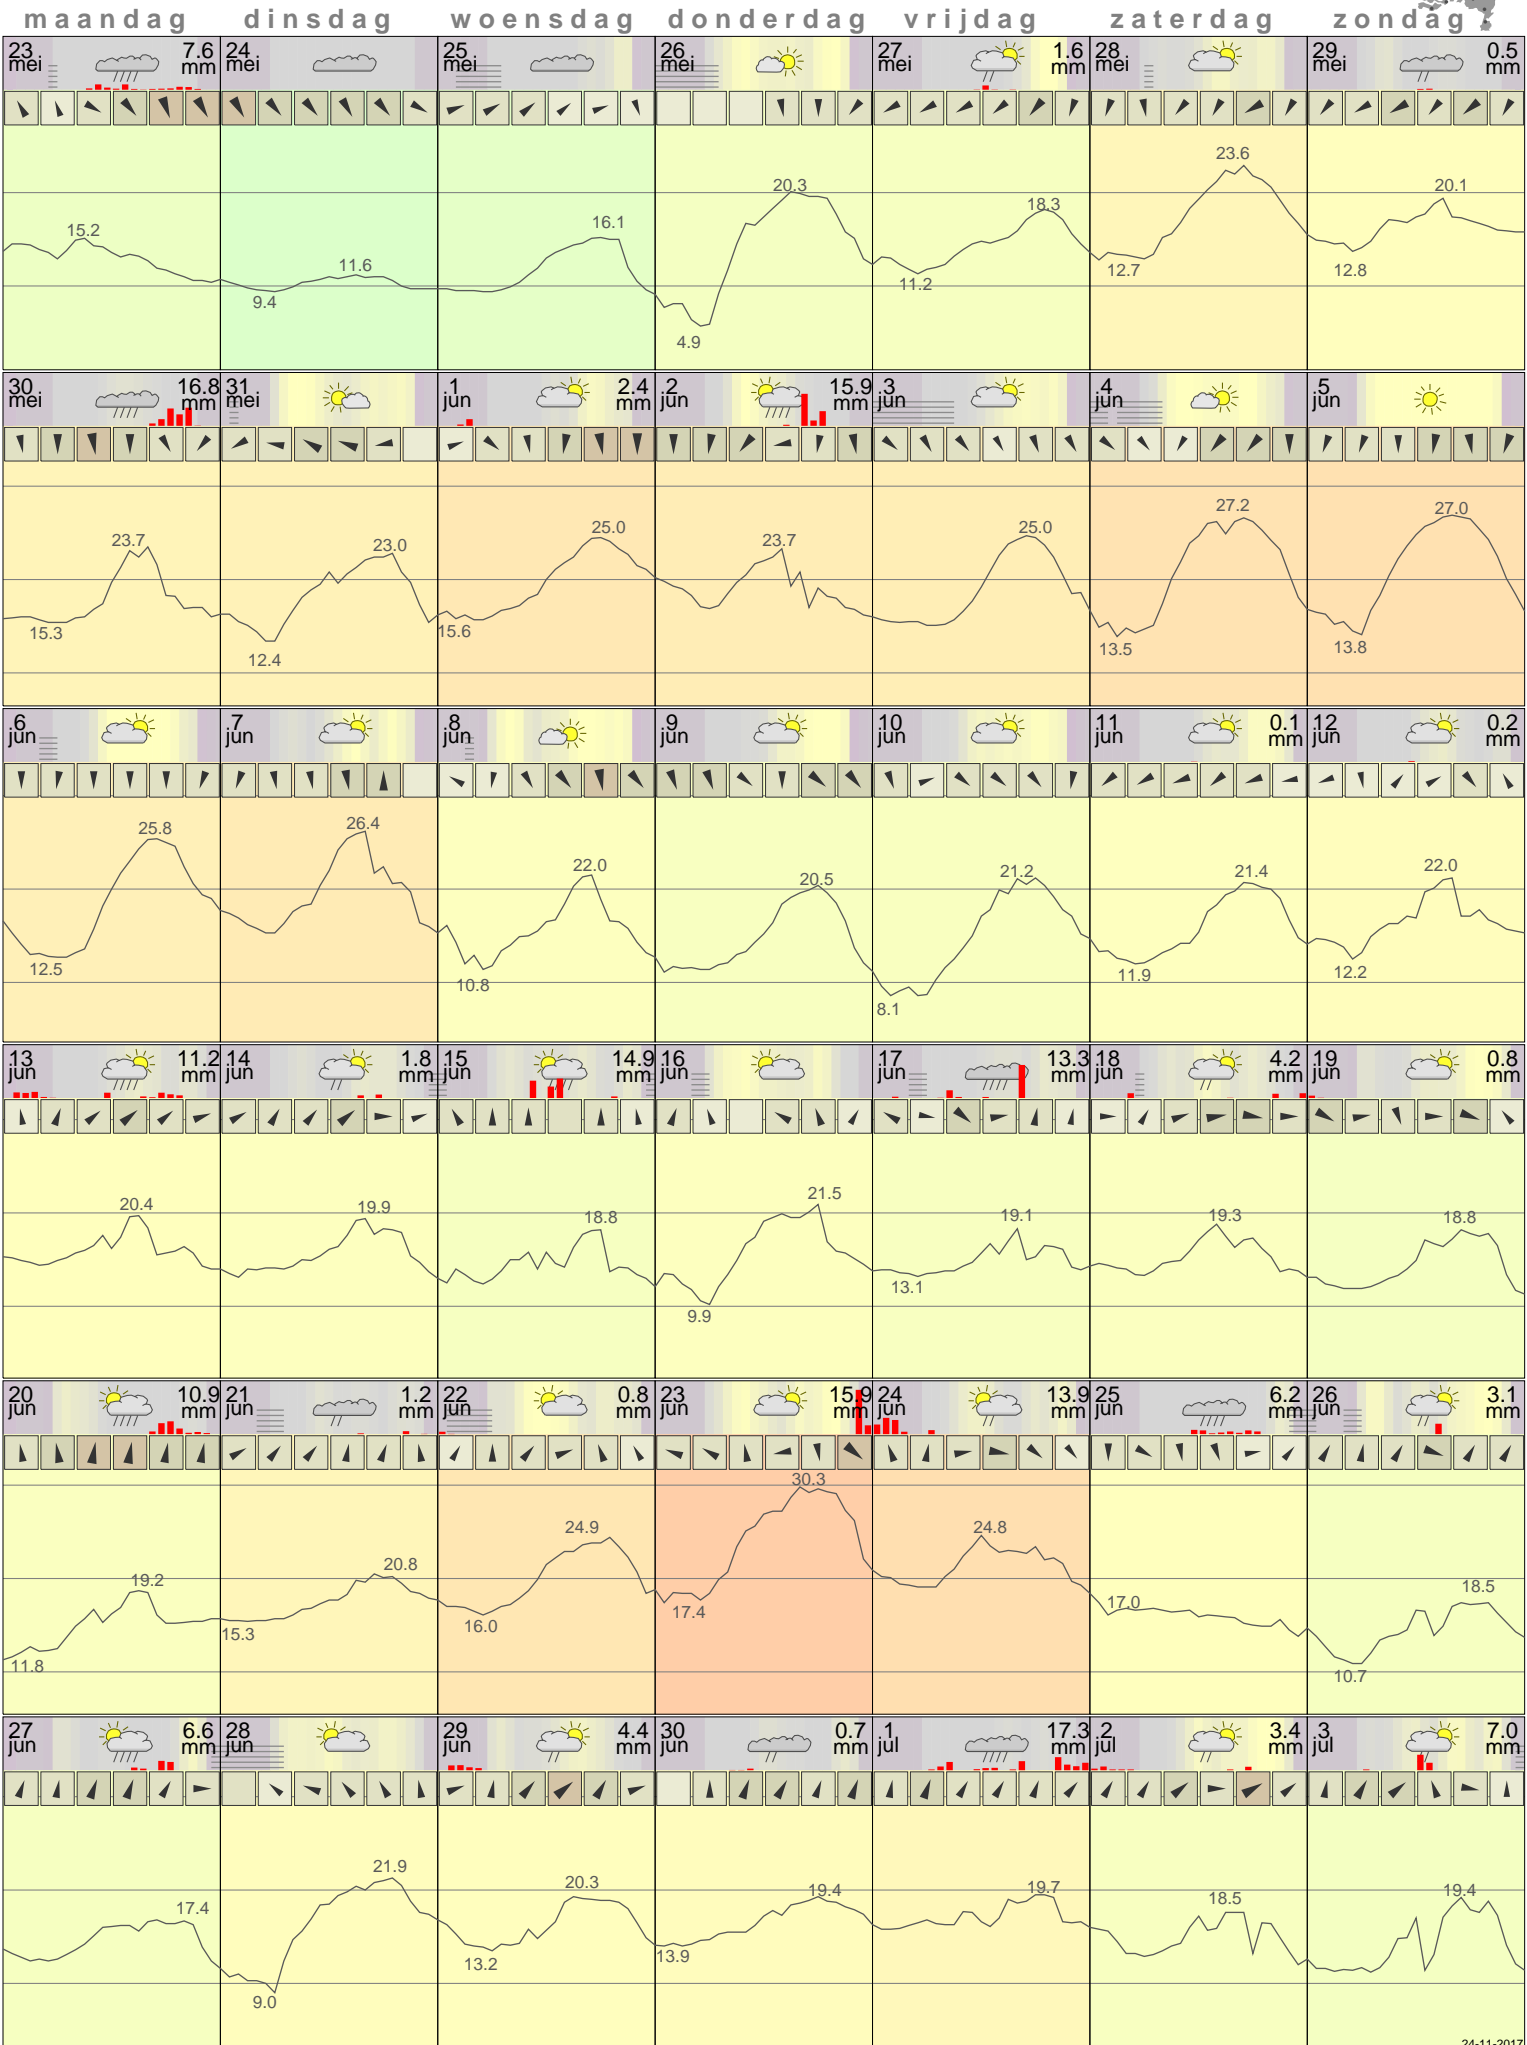 maandag dinsdag woensdag donderdag vrijdag zaterdag zondag
23 7.6 24 25 26 27 1.6 28 29 0.5
mei mm mei mei mei mei mm mei mei mm
23.6
20.3 20.1
15.2 16.1 18.3
11.6 11.2 12.7 12.8
9.4
4.9
30 16.8 31 1 2.4 2 15.9 3 4 5
mei mm mei jun mm jun mm jun jun jun
27.2 27.0
23.7 23.0 25.0 23.7 25.0
15.3 15.6
12.4 13.5 13.8
6 7 8 9 10 11 0.1 12 0.2
jun jun jun jun jun jun mm jun mm
25.8 26.4
22.0 20.5 21.2 21.4 22.0
12.5 10.8 11.9 12.2
8.1
13 11.2 14 1.8 15 14.9 16 17 13.3 18 4.2 19 0.8
jun mm jun mm jun mm jun jun mm jun mm jun mm
20.4 19.9 18.8 21.5 19.1 19.3 18.8
13.1
9.9
20 10.9 21 1.2 22 0.8 23 15.9 24 13.9 25 6.2 26 3.1
jun mm jun mm jun mm jun mm jun mm jun mm jun mm
30.3
24.9 24.8
19.2 20.8 18.5
15.3 16.0 17.4 17.0
11.8 10.7
27 6.6 28 29 4.4 30 0.7 1 17.3 2 3.4 3 7.0
jun mm jun jun mm jun mm jul mm jul mm jul mm
21.9
17.4 20.3 19.4 19.7 18.5 19.4
13.2 13.9
9.0
24-11-2017